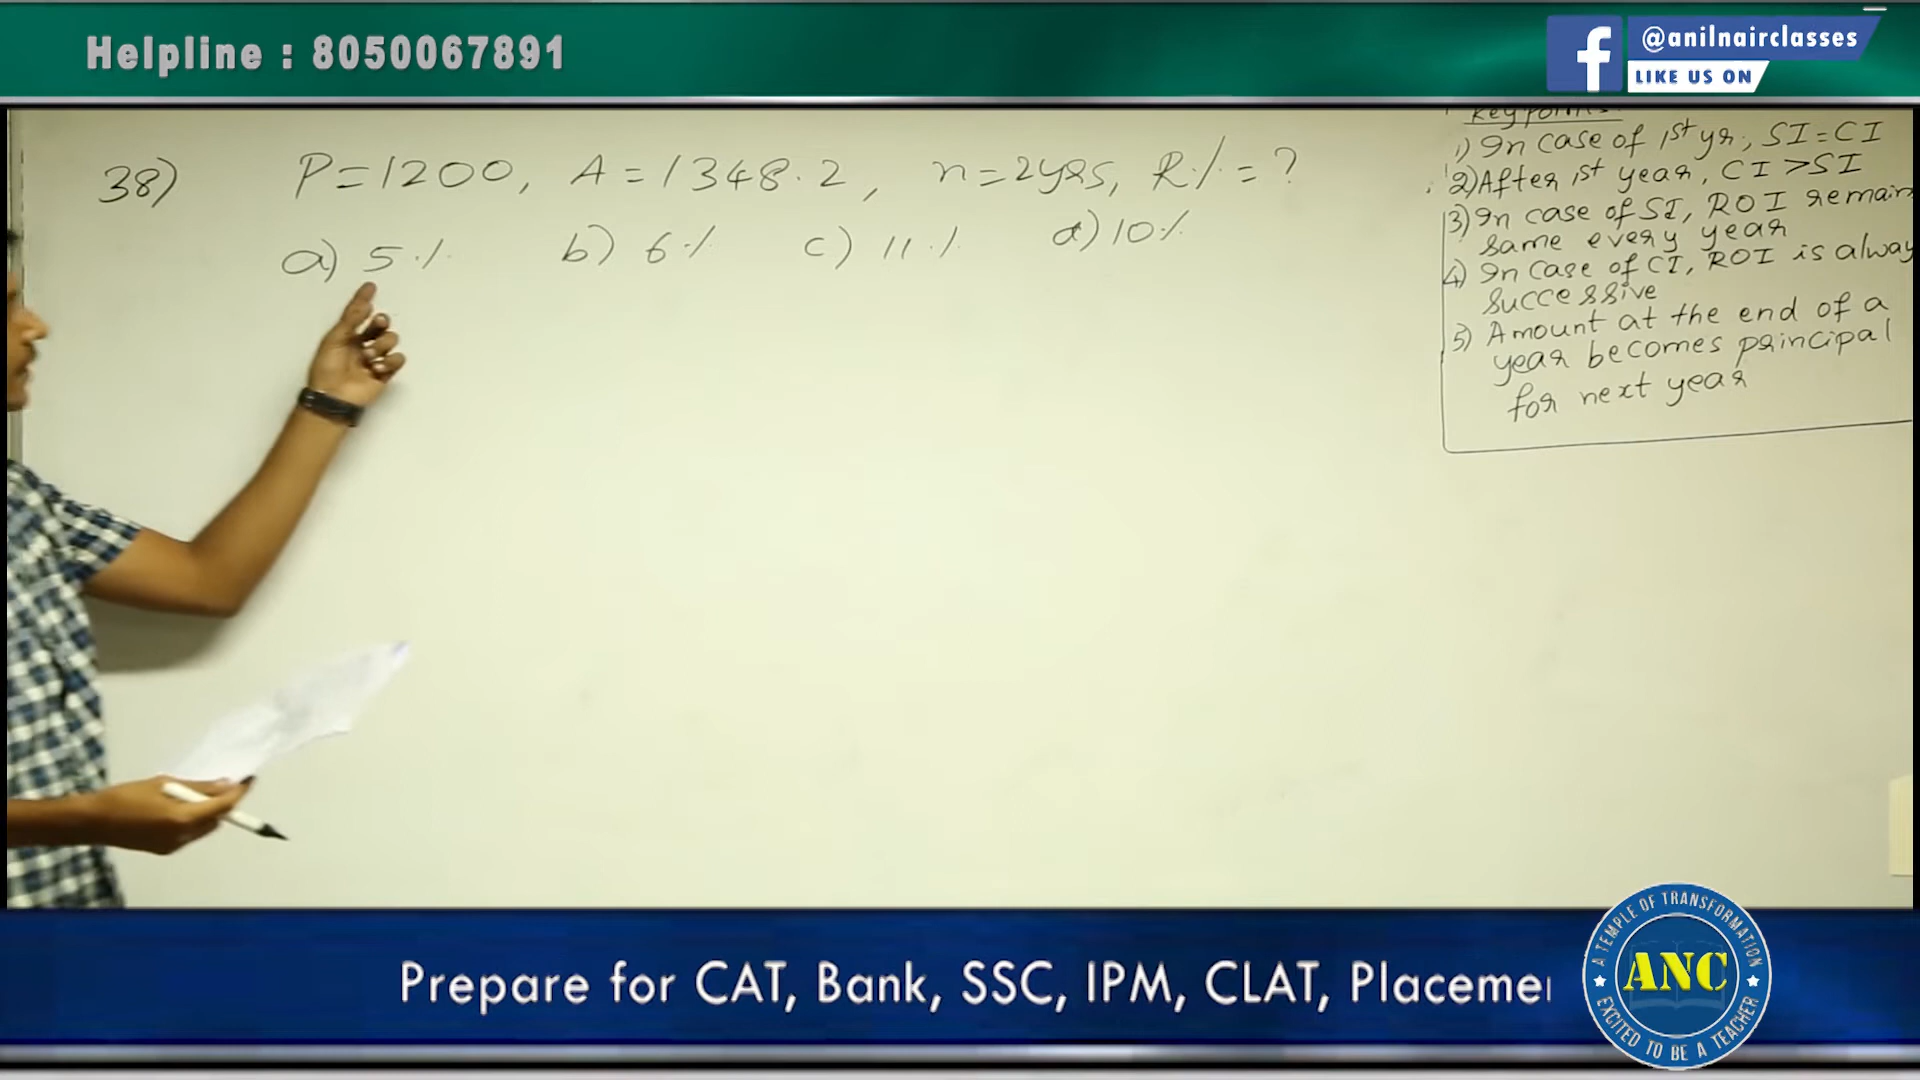 Helpline : 8050067891
@anilnairclasses
LIKE US ON
38) P=1200, A=1348.2, n=2yrs, R%=?
a) 5% b) 6% c) 11% d) 10%
Key points
1) In case of 1st yr, SI=CI
2) After 1st year, CI>SI
3) In case of SI, ROI remain
same every year
4) In case of CI, ROI is alway
successive
5) Amount at the end of a
year becomes principal
for next year
Prepare for CAT, Bank, SSC, IPM, CLAT, Placeme
A TEMPLE OF TRANSFORMATION
ANC
EXCITED TO BE A TEACHER